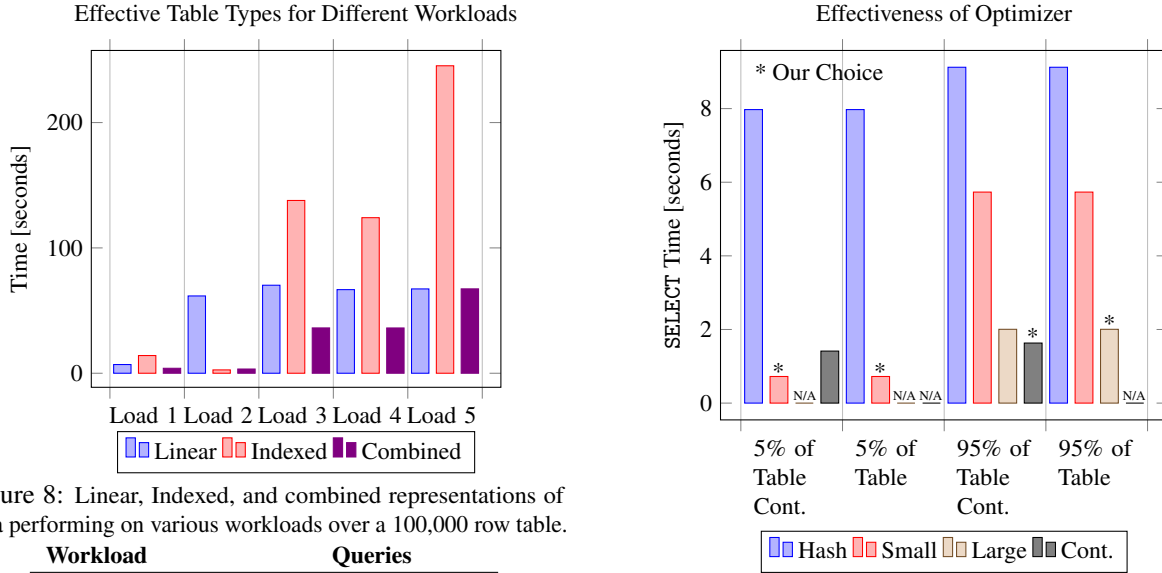 Effective Table Types for Different Workloads
Time [seconds]
200
100
0
Load 1 Load 2 Load 3 Load 4 Load 5
Linear Indexed Combined
ure 8: Linear, Indexed, and combined representations of
a performing on various workloads over a 100,000 row table.
Workload Queries
Effectiveness of Optimizer
SELECT Time [seconds]
* Our Choice
8
6
4
2
0
* N/A * N/A N/A * * N/A
5% of Table Cont.
5% of Table
95% of Table Cont.
95% of Table
Hash Small Large Cont.